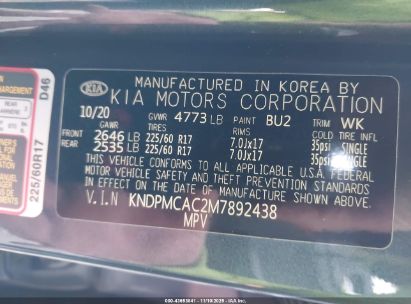 CHARGEMENT
D46
225/60R17
KIA
MANUFACTURED IN KOREA BY
KIA MOTORS CORPORATION
10/20 GVWR 4773 LB PAINT BU2 TRIM WK
GAWR TIRES RIMS COLD TIRE INFL
FRONT 2646 LB 225/60 R17 7.0Jx17 35psi SINGLE
REAR 2535 LB 225/60 R17 7.0Jx17 35psi SINGLE
THIS VEHICLE CONFORMS TO ALL APPLICABLE U.S.A. FEDERAL
MOTOR VEHICLE SAFETY, AND THEFT PREVENTION STANDARDS
IN EFFECT ON THE DATE OF MANUFACTURE SHOWN ABOVE.
V.I.N KNDPMCAC2M7892438
MPV